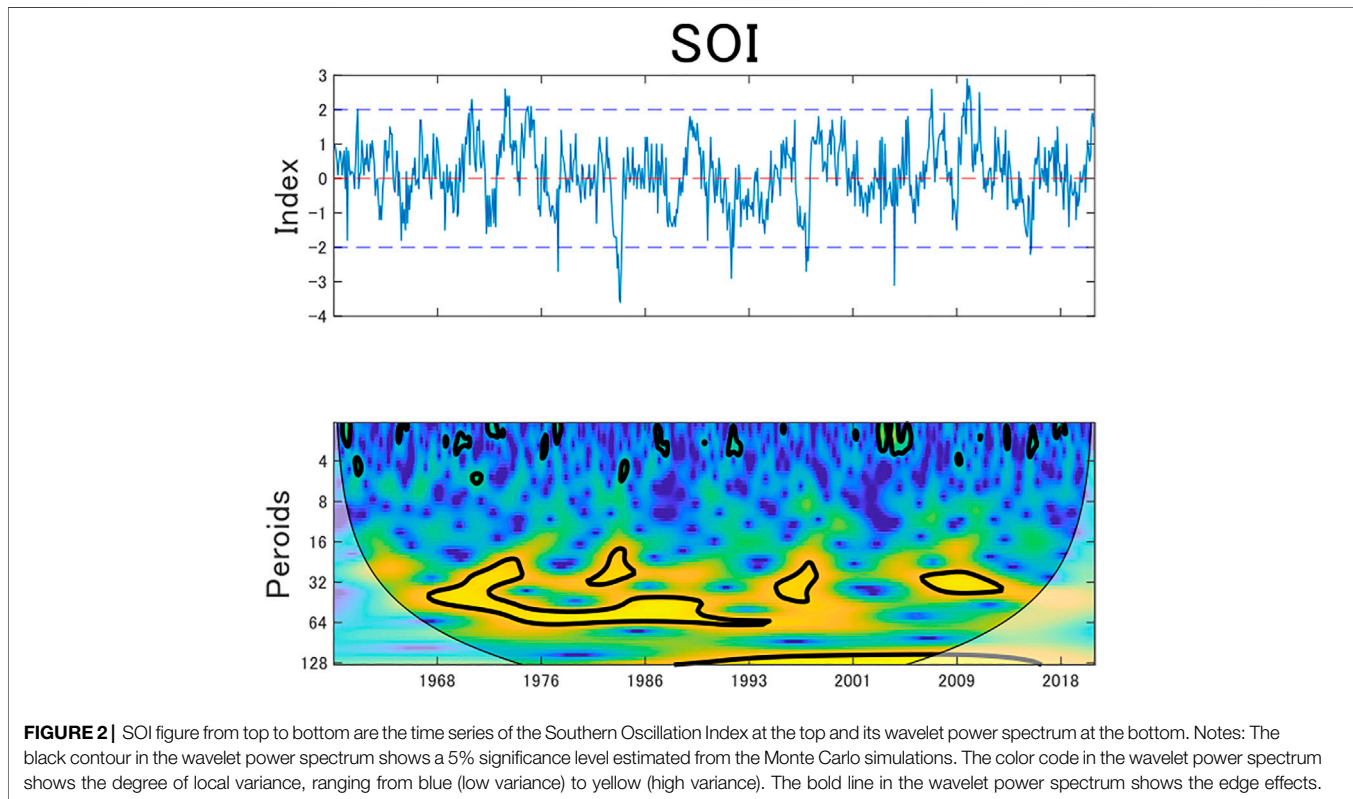 SOI
3
2
1
0
-1
-2
-3
-4
Index
4
8
16
32
64
128
Peroids
1968 1976 1986 1993 2001 2009 2018
FIGURE 2 | SOI figure from top to bottom are the time series of the Southern Oscillation Index at the top and its wavelet power spectrum at the bottom. Notes: The
black contour in the wavelet power spectrum shows a 5% significance level estimated from the Monte Carlo simulations. The color code in the wavelet power spectrum
shows the degree of local variance, ranging from blue (low variance) to yellow (high variance). The bold line in the wavelet power spectrum shows the edge effects.